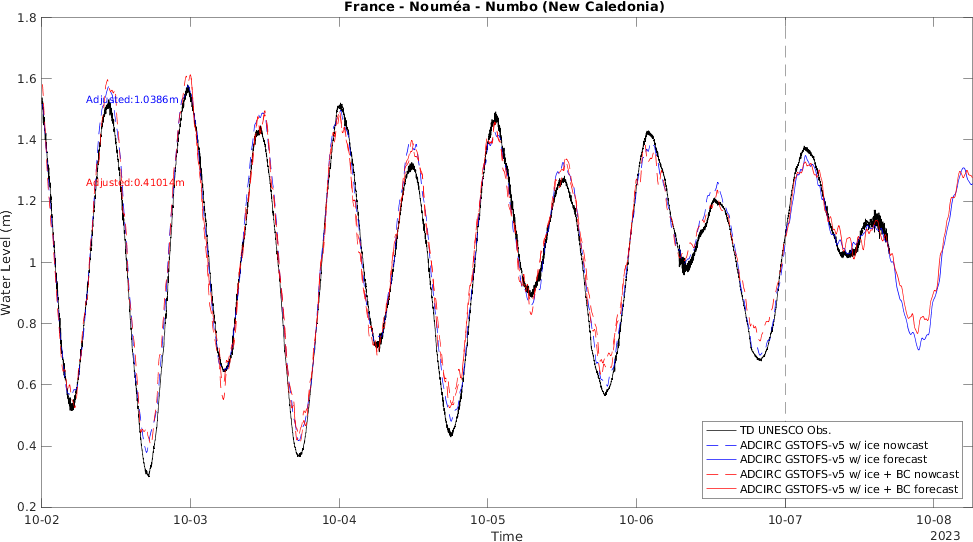 France - Nouméa - Numbo (New Caledonia)
1.8
1.6
1.4
1.2
1
0.8
0.6
0.4
0.2
Water Level (m)
Adjusted:1.0386m
Adjusted:0.41014m
TD UNESCO Obs.
ADCIRC GSTOFS-v5 w/ ice nowcast
ADCIRC GSTOFS-v5 w/ ice forecast
ADCIRC GSTOFS-v5 w/ ice + BC nowcast
ADCIRC GSTOFS-v5 w/ ice + BC forecast
10-02 10-03 10-04 10-05 10-06 10-07 10-08
2023
Time